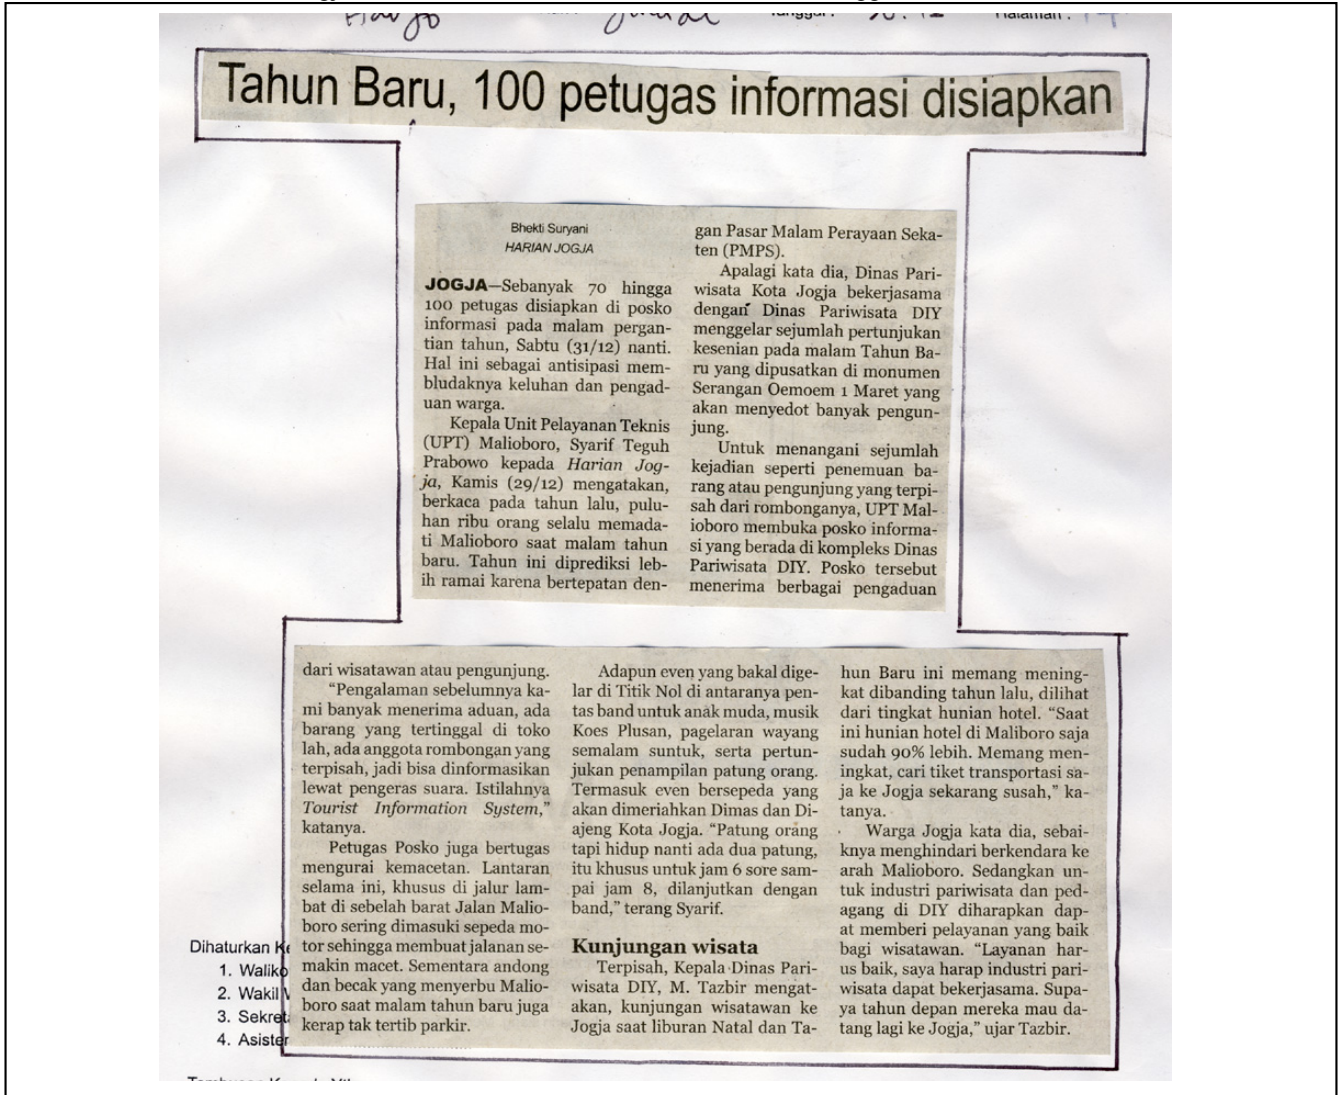 Harjo
Tahun Baru, 100 petugas informasi disiapkan
Bhekti Suryani
HARIAN JOGJA
JOGJA—Sebanyak 70 hingga
100 petugas disiapkan di posko
informasi pada malam pergan-
tian tahun, Sabtu (31/12) nanti.
Hal ini sebagai antisipasi mem-
bludaknya keluhan dan pengad-
uan warga.
Kepala Unit Pelayanan Teknis
(UPT) Malioboro, Syarif Teguh
Prabowo kepada Harian Jog-
ja, Kamis (29/12) mengatakan,
berkaca pada tahun lalu, pulu-
han ribu orang selalu memada-
ti Malioboro saat malam tahun
baru. Tahun ini diprediksi leb-
ih ramai karena bertepatan den-
gan Pasar Malam Perayaan Seka-
ten (PMPS).
Apalagi kata dia, Dinas Pari-
wisata Kota Jogja bekerjasama
dengan Dinas Pariwisata DIY
menggelar sejumlah pertunjukan
kesenian pada malam Tahun Ba-
ru yang dipusatkan di monumen
Serangan Oemoem 1 Maret yang
akan menyedot banyak pengun-
jung.
Untuk menangani sejumlah
kejadian seperti penemuan ba-
rang atau pengunjung yang terpi-
sah dari rombonganya, UPT Mal-
ioboro membuka posko informa-
si yang berada di kompleks Dinas
Pariwisata DIY. Posko tersebut
menerima berbagai pengaduan
dari wisatawan atau pengunjung.
“Pengalaman sebelumnya ka-
mi banyak menerima aduan, ada
barang yang tertinggal di toko
lah, ada anggota rombongan yang
terpisah, jadi bisa dinformasikan
lewat pengeras suara. Istilahnya
Tourist Information System,”
katanya.
Petugas Posko juga bertugas
mengurai kemacetan. Lantaran
selama ini, khusus di jalur lam-
bat di sebelah barat Jalan Malio-
boro sering dimasuki sepeda mo-
tor sehingga membuat jalanan se-
makin macet. Sementara andong
dan becak yang menyerbu Malio-
boro saat malam tahun baru juga
kerap tak tertib parkir.
Adapun even yang bakal dige-
lar di Titik Nol di antaranya pen-
tas band untuk anak muda, musik
Koes Plusan, pagelaran wayang
semalam suntuk, serta pertun-
jukan penampilan patung orang.
Termasuk even bersepeda yang
akan dimeriahkan Dimas dan Di-
ajeng Kota Jogja. “Patung orang
tapi hidup nanti ada dua patung,
itu khusus untuk jam 6 sore sam-
pai jam 8, dilanjutkan dengan
band,” terang Syarif.
Kunjungan wisata
Terpisah, Kepala Dinas Pari-
wisata DIY, M. Tazbir mengat-
akan, kunjungan wisatawan ke
Jogja saat liburan Natal dan Ta-
hun Baru ini memang mening-
kat dibanding tahun lalu, dilihat
dari tingkat hunian hotel. “Saat
ini hunian hotel di Maliboro saja
sudah 90% lebih. Memang men-
ingkat, cari tiket transportasi sa-
ja ke Jogja sekarang susah,” ka-
tanya.
Warga Jogja kata dia, sebai-
knya menghindari berkendara ke
arah Malioboro. Sedangkan un-
tuk industri pariwisata dan ped-
agang di DIY diharapkan dap-
at memberi pelayanan yang baik
bagi wisatawan. “Layanan har-
us baik, saya harap industri pari-
wisata dapat bekerjasama. Supa-
ya tahun depan mereka mau da-
tang lagi ke Jogja,” ujar Tazbir.
Dihaturkan
1. Waliko
2. Wakil
3. Sekret
4. Asisten